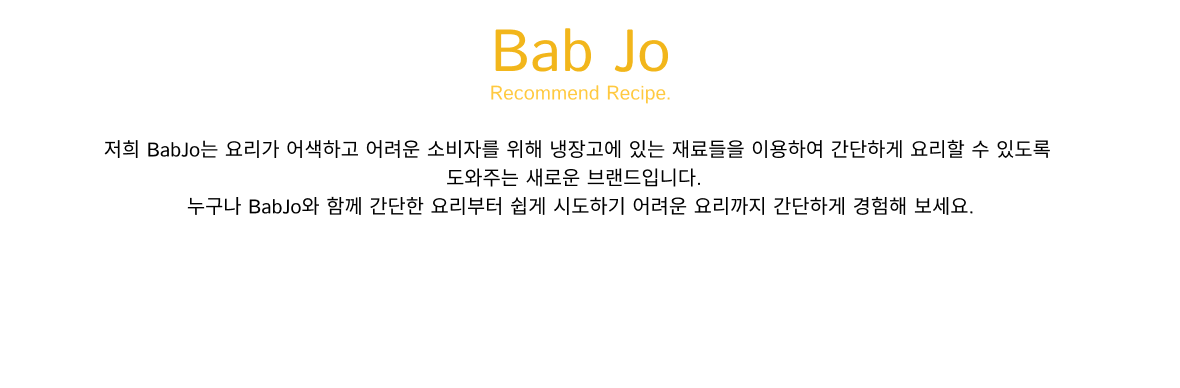 Bab Jo
Recommend Recipe.
저희 BabJo는 요리가 어색하고 어려운 소비자를 위해 냉장고에 있는 재료들을 이용하여 간단하게 요리할 수 있도록
도와주는 새로운 브랜드입니다.
누구나 BabJo와 함께 간단한 요리부터 쉽게 시도하기 어려운 요리까지 간단하게 경험해 보세요.